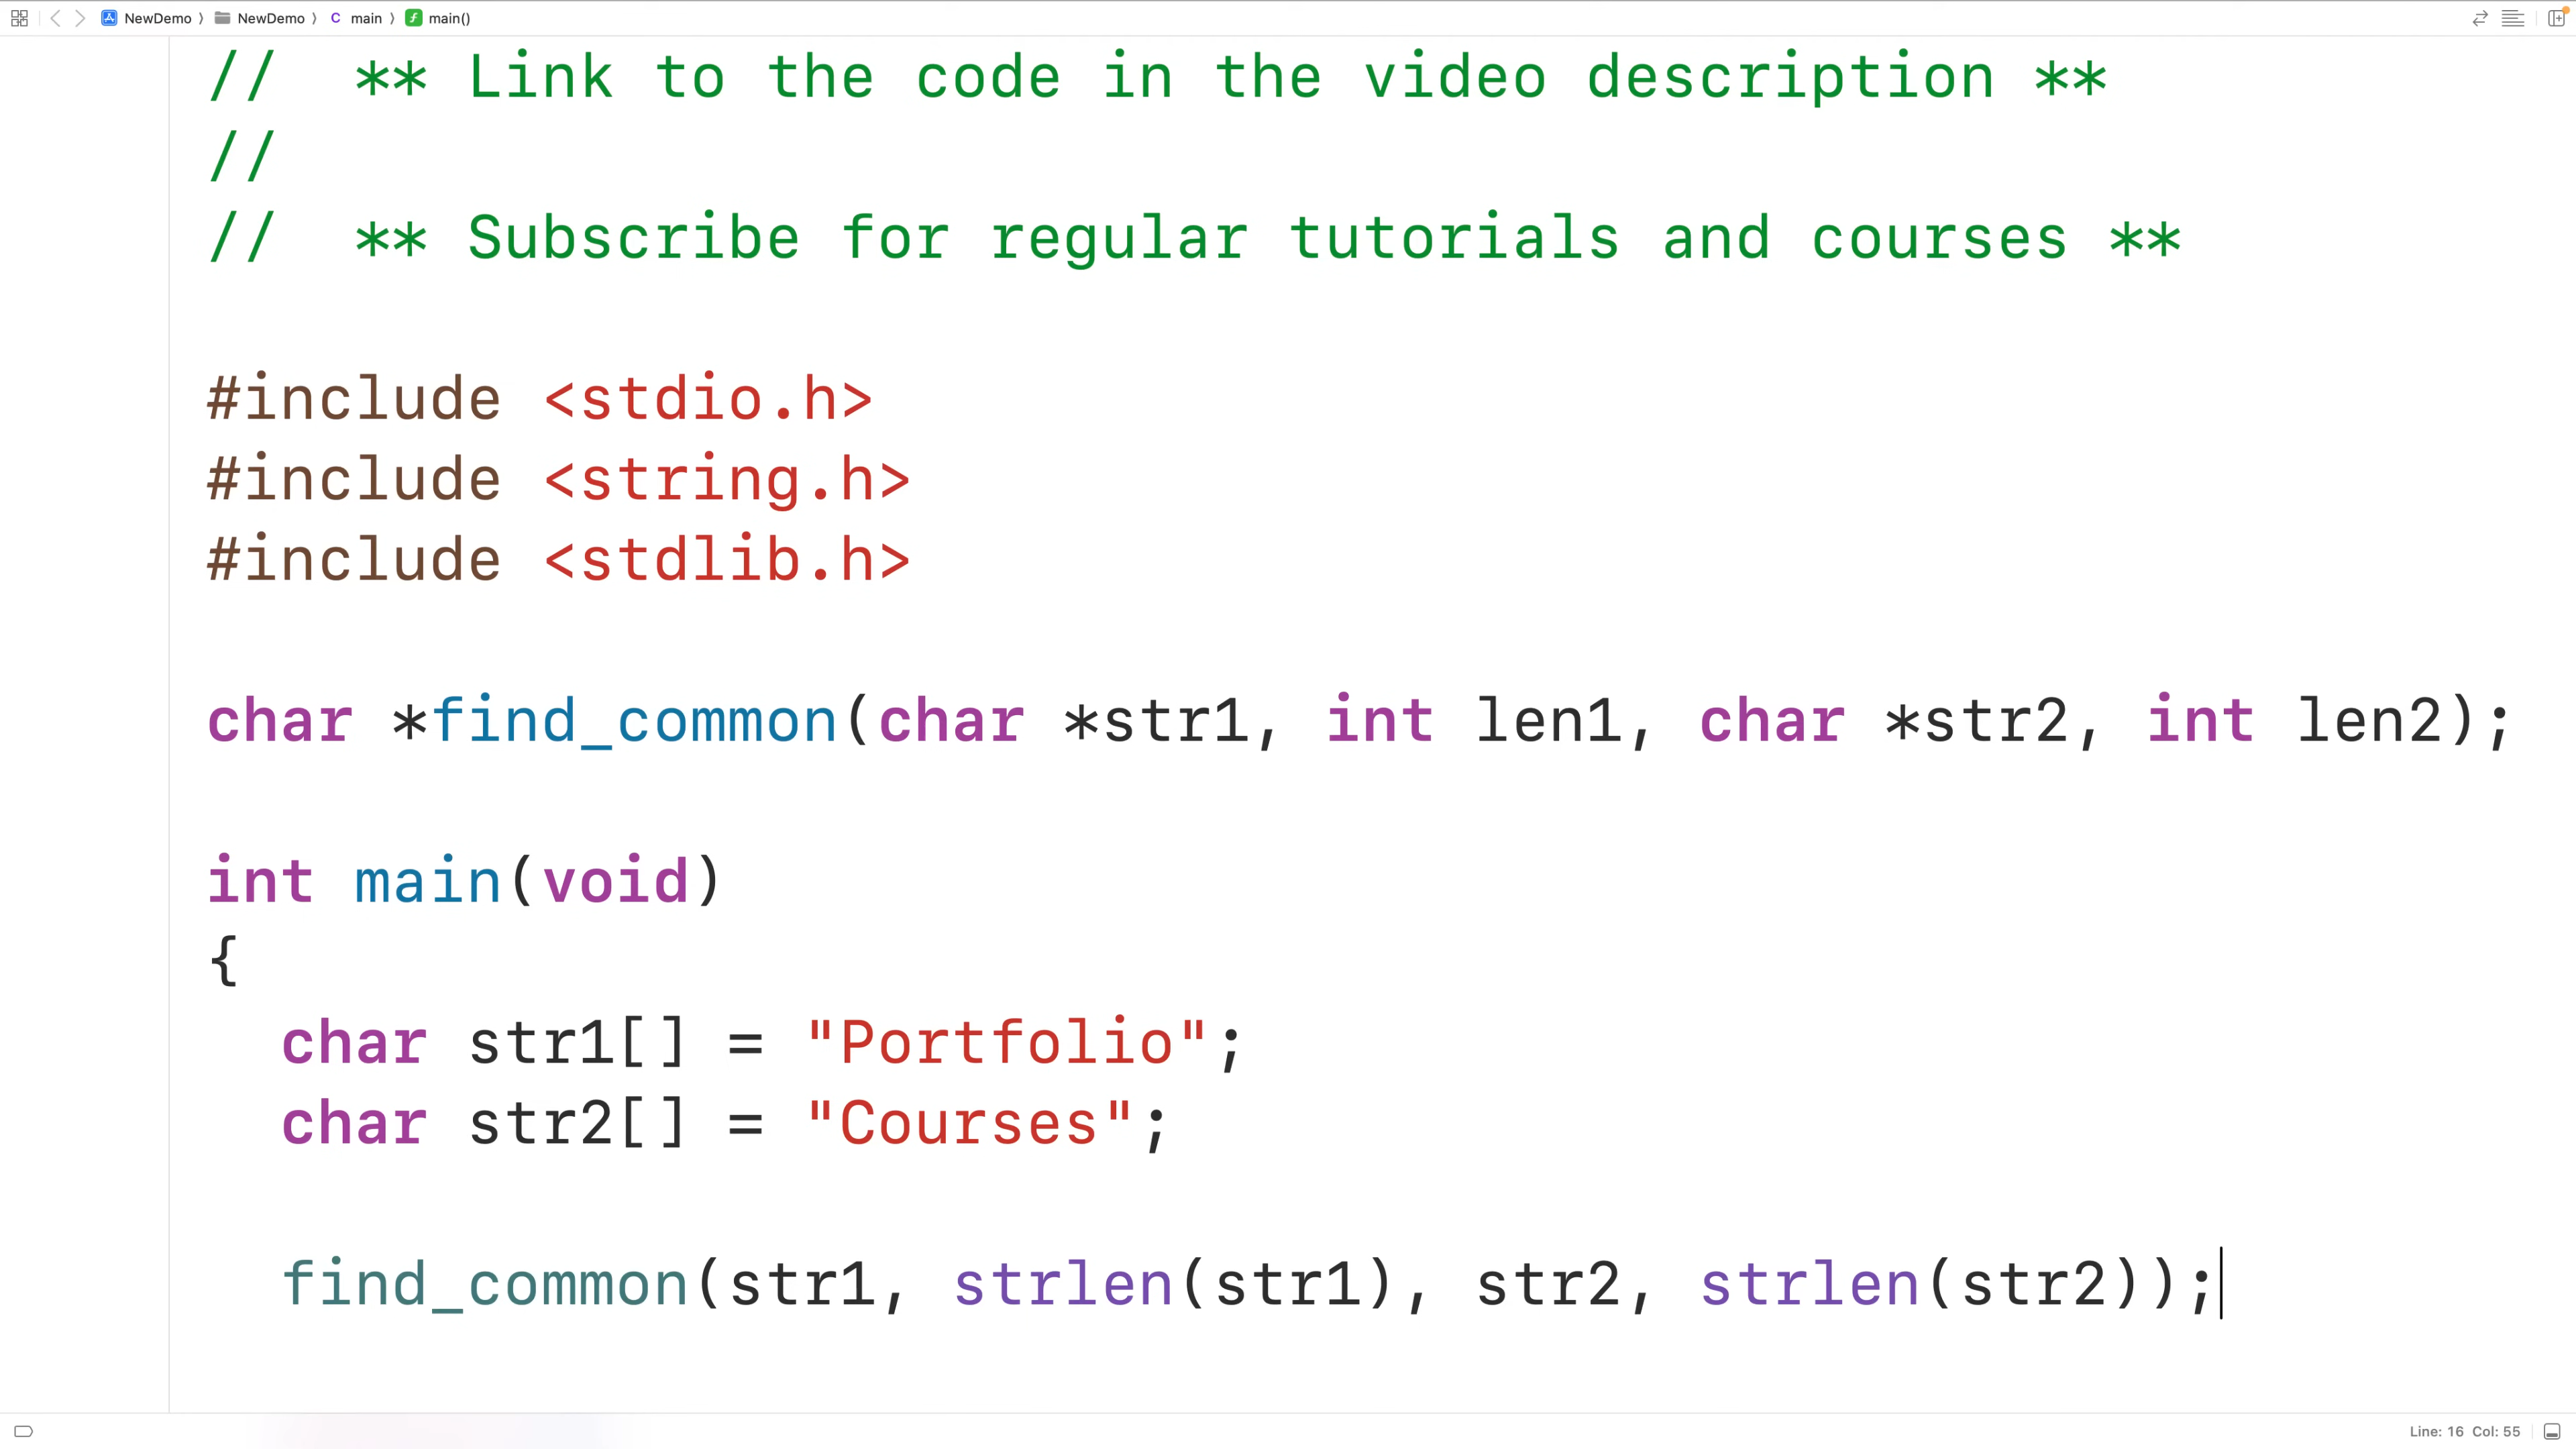 NewDemo 〉 NewDemo 〉 C main 〉 f main()
//  ** Link to the code in the video description **
//
//  ** Subscribe for regular tutorials and courses **
#include <stdio.h>
#include <string.h>
#include <stdlib.h>
char *find_common(char *str1, int len1, char *str2, int len2);
int main(void)
{
  char str1[] = "Portfolio";
  char str2[] = "Courses";
  find_common(str1, strlen(str1), str2, strlen(str2));
Line: 16  Col: 55